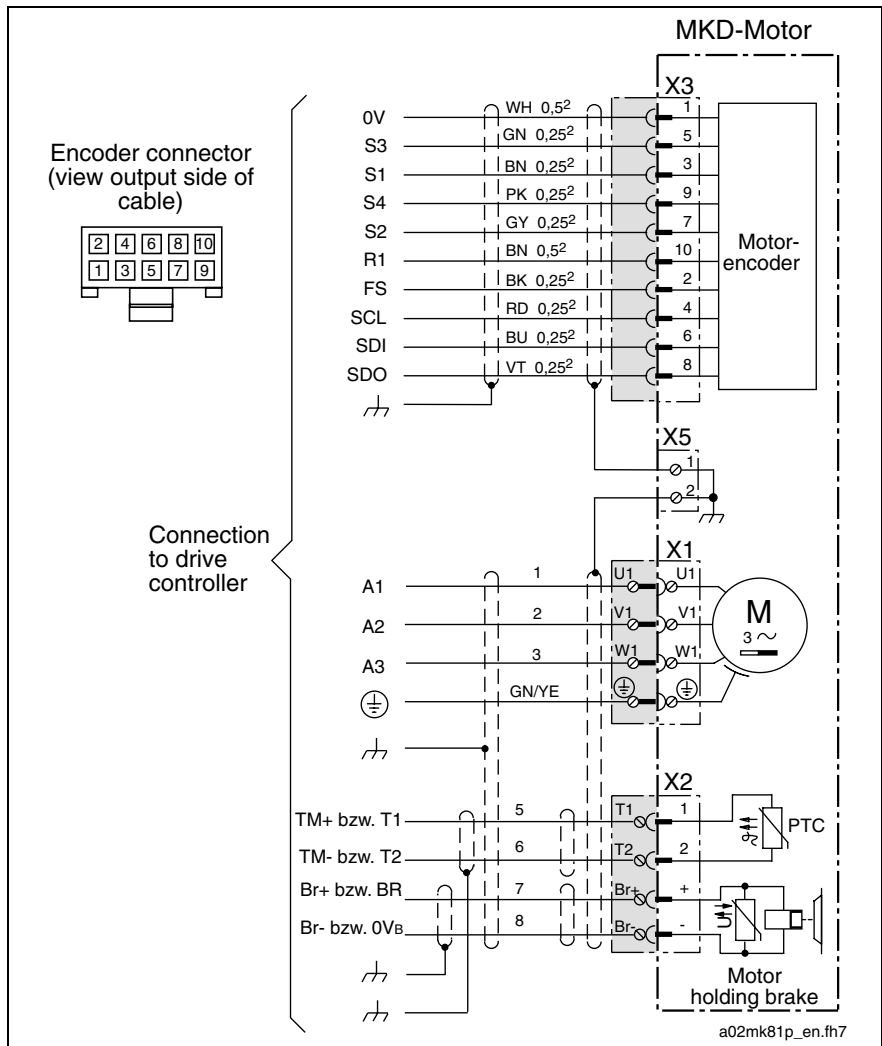 MKD-Motor
X3
0V WH 0,5² 1
S3 GN 0,25² 5
S1 BN 0,25² 3
S4 PK 0,25² 9
S2 GY 0,25² 7
R1 BN 0,5² 10
FS BK 0,25² 2
SCL RD 0,25² 4
SDI BU 0,25² 6
SDO VT 0,25² 8
Motor-
encoder
Encoder connector
(view output side of
cable)
2 4 6 8 10
1 3 5 7 9
X5
1
2
Connection
to drive
controller
X1
A1 1 U1 U1
A2 2 V1 V1
A3 3 W1 W1
GN/YE
M
3 ~
X2
TM+ bzw. T1 5 T1 1
TM- bzw. T2 6 T2 2
PTC
Br+ bzw. BR 7 Br+ +
Br- bzw. 0VB 8 Br- -
U
Motor
holding brake
a02mk81p_en.fh7